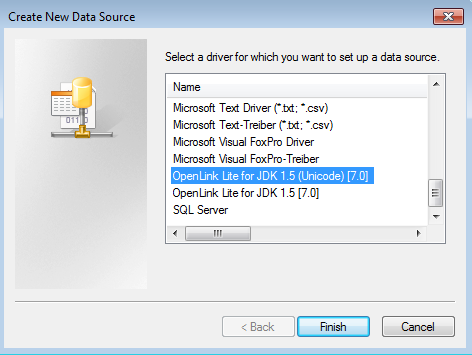 Create New Data Source
Select a driver for which you want to set up a data source.
Name
Microsoft Text Driver (*.txt; *.csv)
Microsoft Text-Treiber (*.txt; *.csv)
Microsoft Visual FoxPro Driver
Microsoft Visual FoxPro-Treiber
OpenLink Lite for JDK 1.5 (Unicode) [7.0]
OpenLink Lite for JDK 1.5 [7.0]
SQL Server
< Back
Finish
Cancel